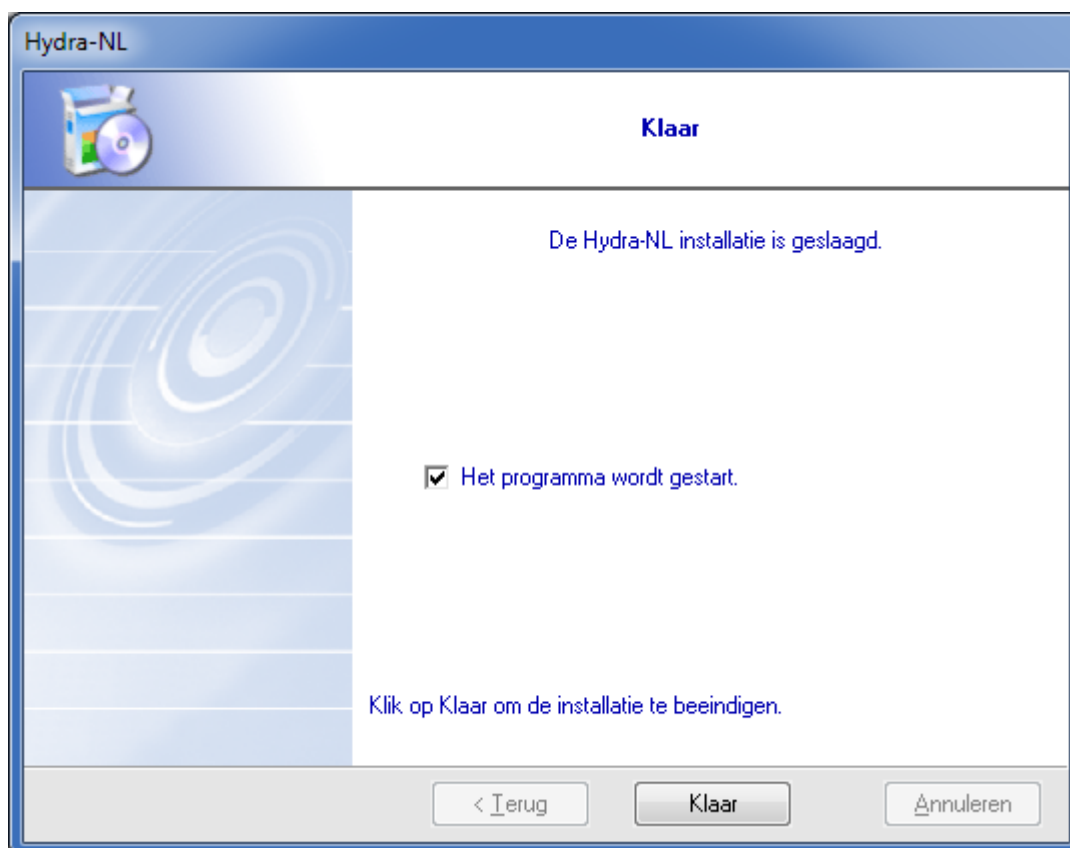 Hydra-NL
Klaar
De Hydra-NL installatie is geslaagd.
Het programma wordt gestart.
Klik op Klaar om de installatie te beeindigen.
< Terug
Klaar
Annuleren